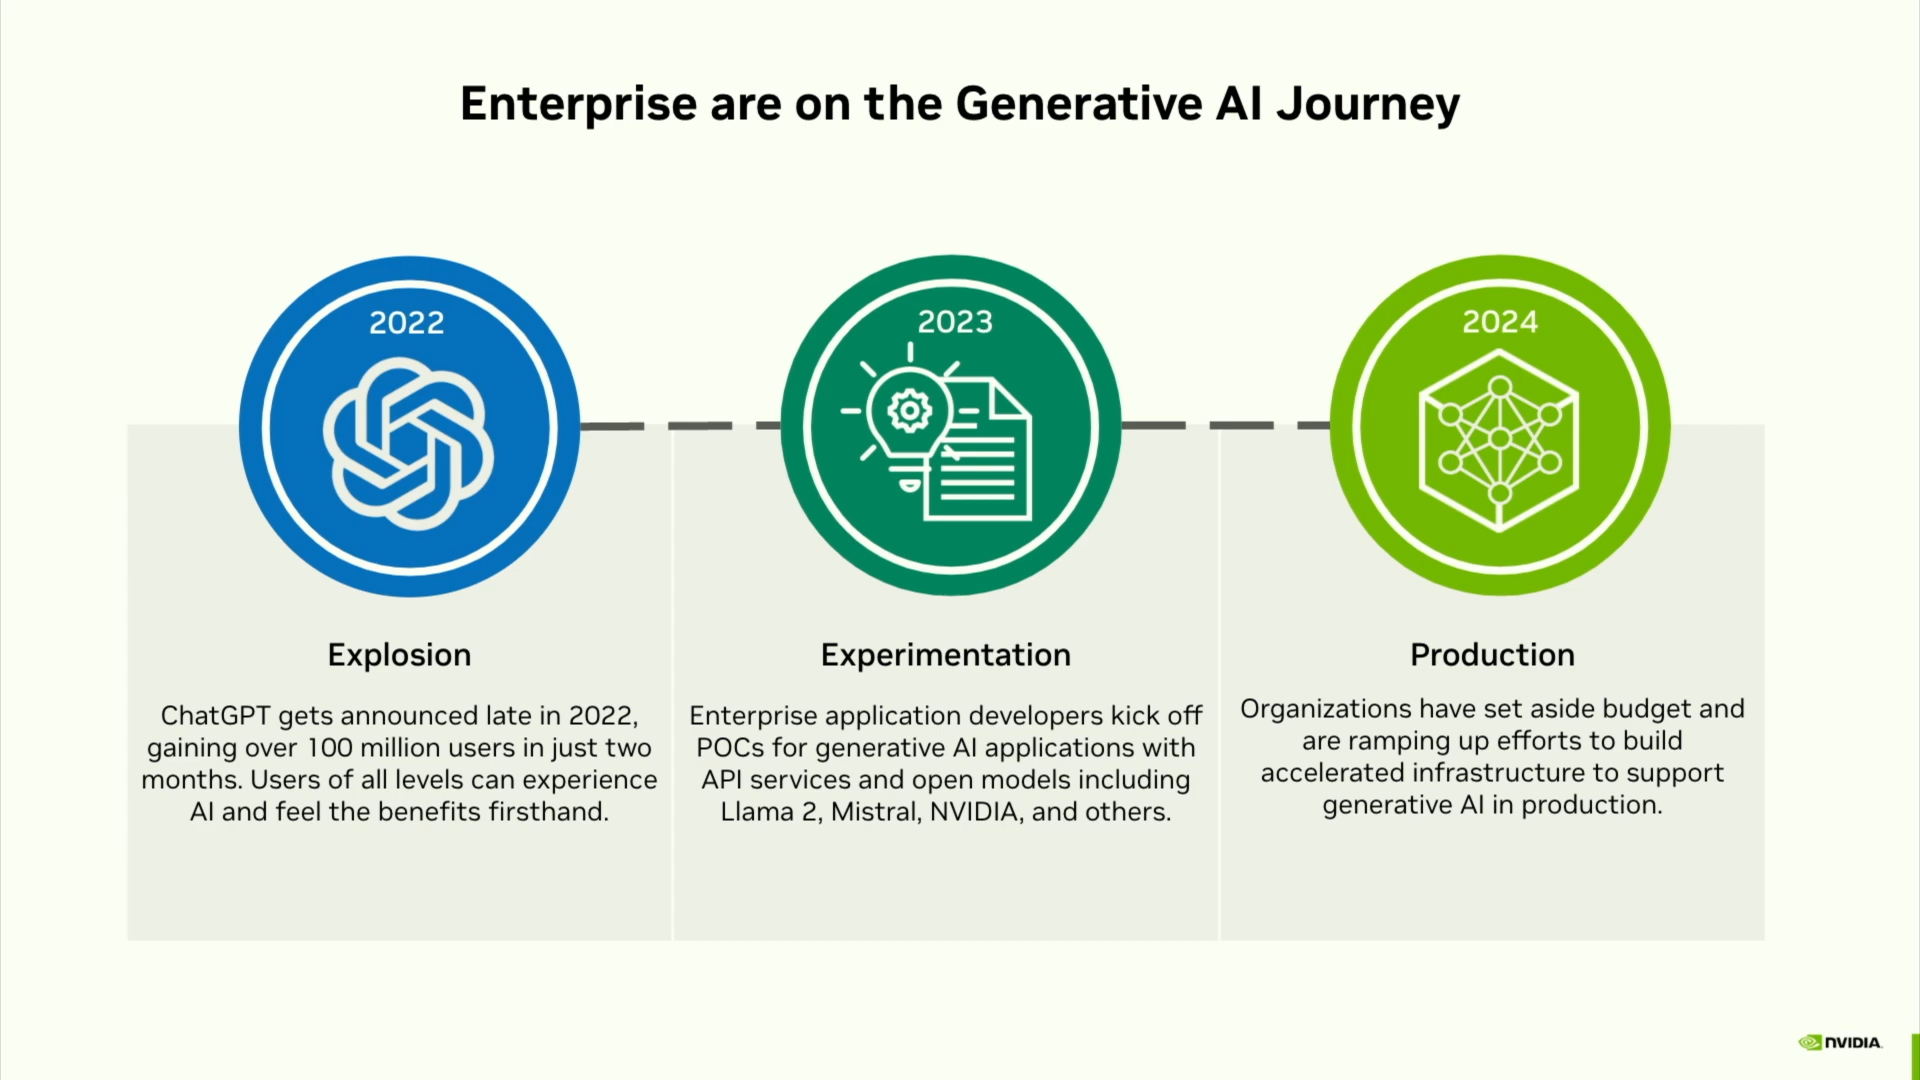 Enterprise are on the Generative AI Journey
2022
Explosion
ChatGPT gets announced late in 2022,
gaining over 100 million users in just two
months. Users of all levels can experience
AI and feel the benefits firsthand.
2023
Experimentation
Enterprise application developers kick off
POCs for generative AI applications with
API services and open models including
Llama 2, Mistral, NVIDIA, and others.
2024
Production
Organizations have set aside budget and
are ramping up efforts to build
accelerated infrastructure to support
generative AI in production.
NVIDIA